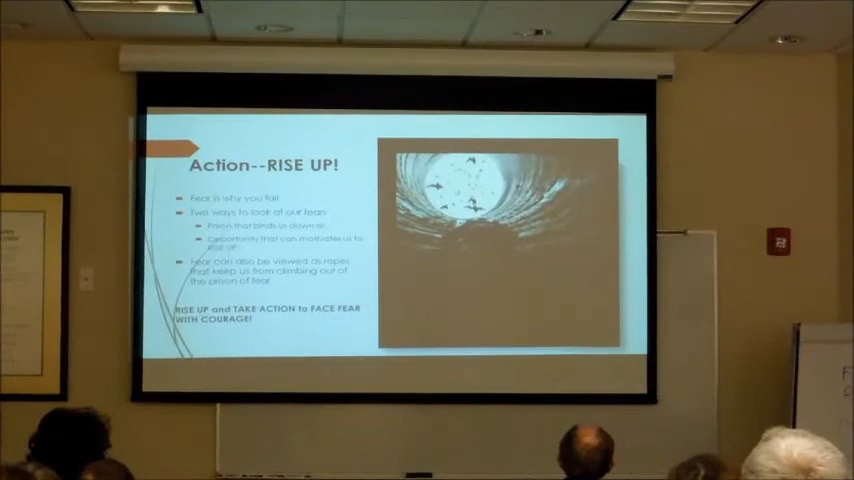 Action--RISE UP!
Fear is why you fail
Two ways to look at our fears:
Prison that binds us down or...
Opportunity that can motivates us to
RISE UP.
Fear can also be viewed as ropes
that keep us from climbing out of
the prison of fear
RISE UP and TAKE ACTION to FACE FEAR
WITH COURAGE!